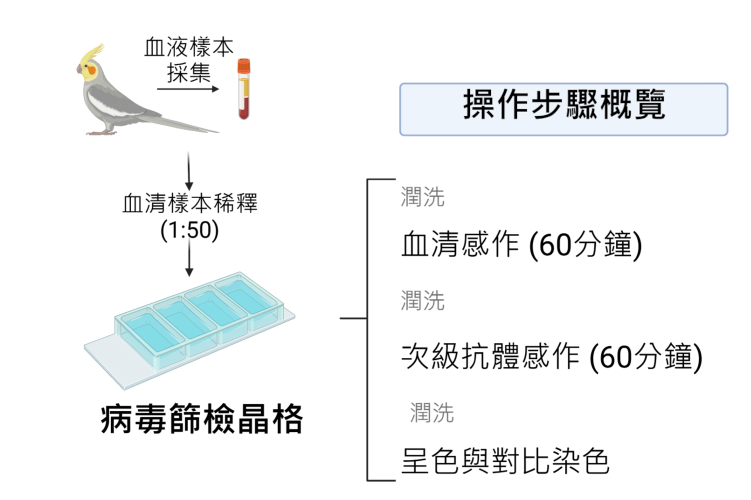 血液樣本
採集
血清樣本稀釋
(1:50)
病毒篩檢晶格
操作步驟概覽
潤洗
血清感作 (60分鐘)
潤洗
次級抗體感作 (60分鐘)
潤洗
呈色與對比染色